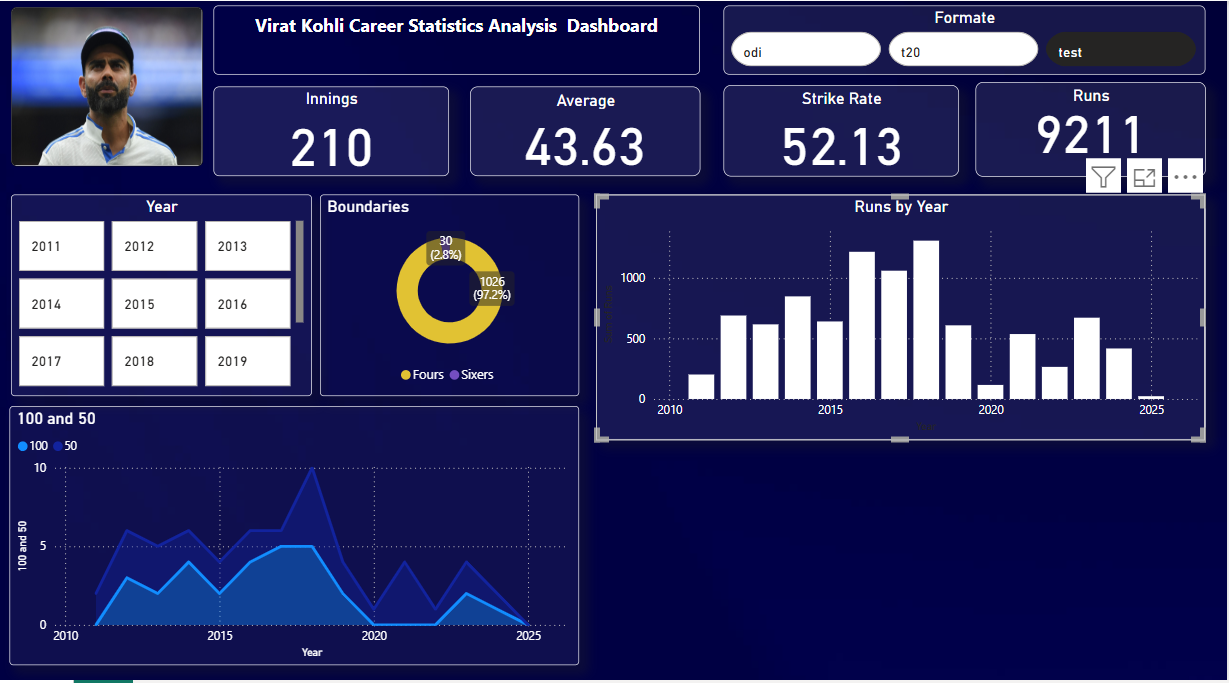 Virat Kohli Career Statistics Analysis  Dashboard
Formate
odi
t20
test
Innings
210
Average
43.63
Strike Rate
52.13
Runs
9211
Year
2011
2012
2013
2014
2015
2016
2017
2018
2019
Boundaries
30
(2.8%)
1026
(97.2%)
Fours
Sixers
Runs by Year
1000
500
0
2010
2015
2020
2025
100 and 50
100
50
10
5
0
100 and 50
2010
2015
2020
2025
Year